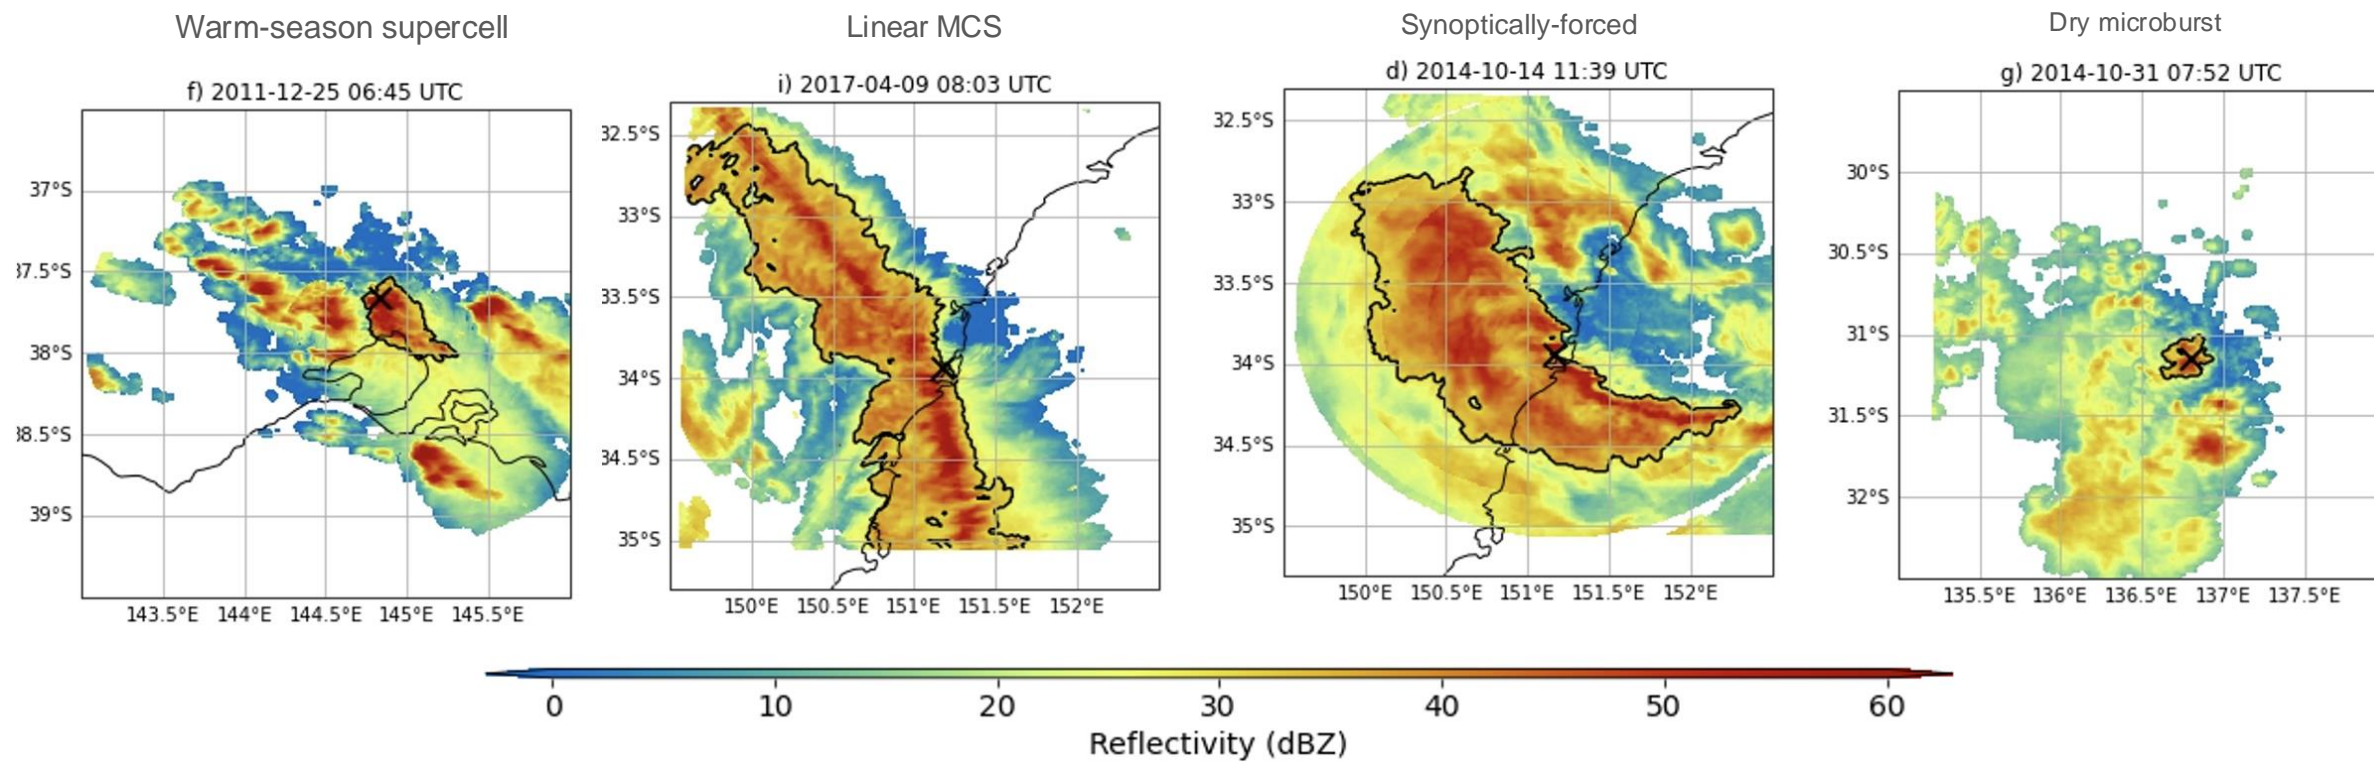 Warm-season supercell
Linear MCS
Synoptically-forced
Dry microburst
f) 2011-12-25 06:45 UTC
i) 2017-04-09 08:03 UTC
d) 2014-10-14 11:39 UTC
g) 2014-10-31 07:52 UTC
37°S
37.5°S
38°S
38.5°S
39°S
143.5°E 144°E 144.5°E 145°E 145.5°E
32.5°S
33°S
33.5°S
34°S
34.5°S
35°S
150°E 150.5°E 151°E 151.5°E 152°E
32.5°S
33°S
33.5°S
34°S
34.5°S
35°S
150°E 150.5°E 151°E 151.5°E 152°E
30°S
30.5°S
31°S
31.5°S
32°S
135.5°E 136°E 136.5°E 137°E 137.5°E
0 10 20 30 40 50 60
Reflectivity (dBZ)